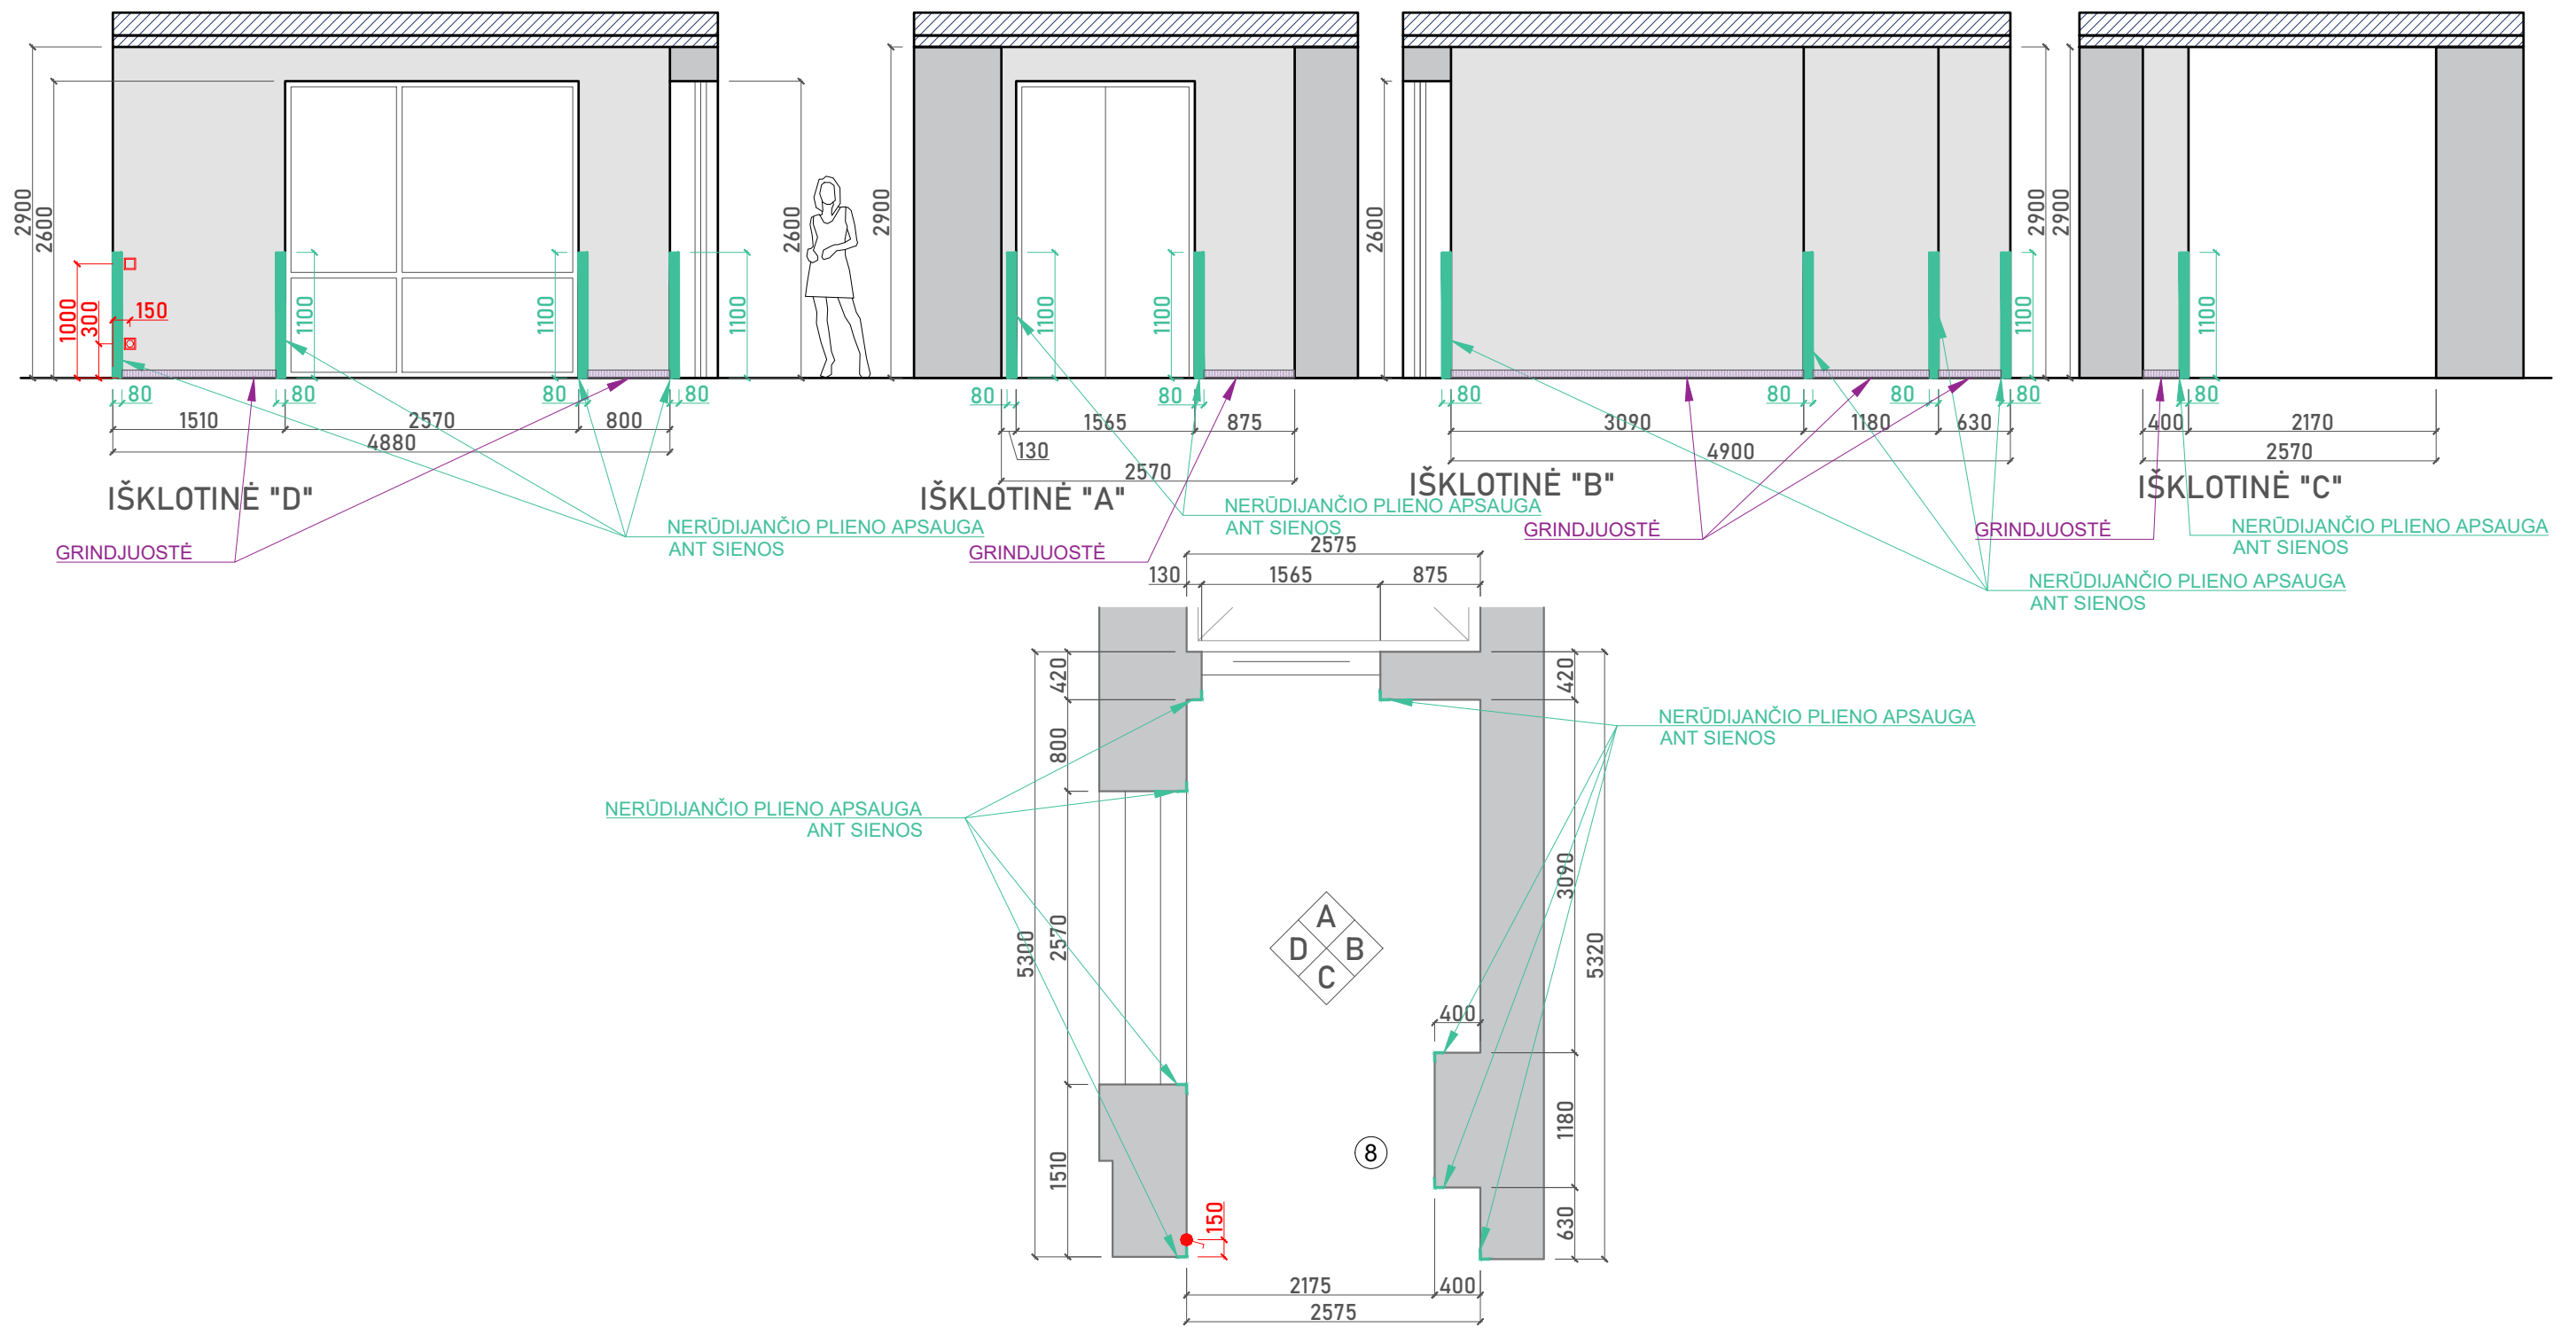 2900
2600
1000
300
150
1100
1100
1100
2600
80
80
80
80
1510
2570
800
4880
IŠKLOTINĖ "D"
NERŪDIJANČIO PLIENO APSAUGA
ANT SIENOS
GRINDJUOSTĖ
2900
1100
1100
80
80
1565
875
130
2570
IŠKLOTINĖ "A"
NERŪDIJANČIO PLIENO APSAUGA
ANT SIENOS
GRINDJUOSTĖ
2600
2900
1100
80
80
80
80
3090
1180
630
4900
IŠKLOTINĖ "B"
GRINDJUOSTĖ
NERŪDIJANČIO PLIENO APSAUGA
ANT SIENOS
2900
1100
80
400
2170
2570
IŠKLOTINĖ "C"
GRINDJUOSTĖ
NERŪDIJANČIO PLIENO APSAUGA
ANT SIENOS
2575
130
1565
875
420
800
2570
1510
5300
420
3090
1180
630
5320
NERŪDIJANČIO PLIENO APSAUGA
ANT SIENOS
NERŪDIJANČIO PLIENO APSAUGA
ANT SIENOS
A
D B
C
400
8
150
2175
400
2575